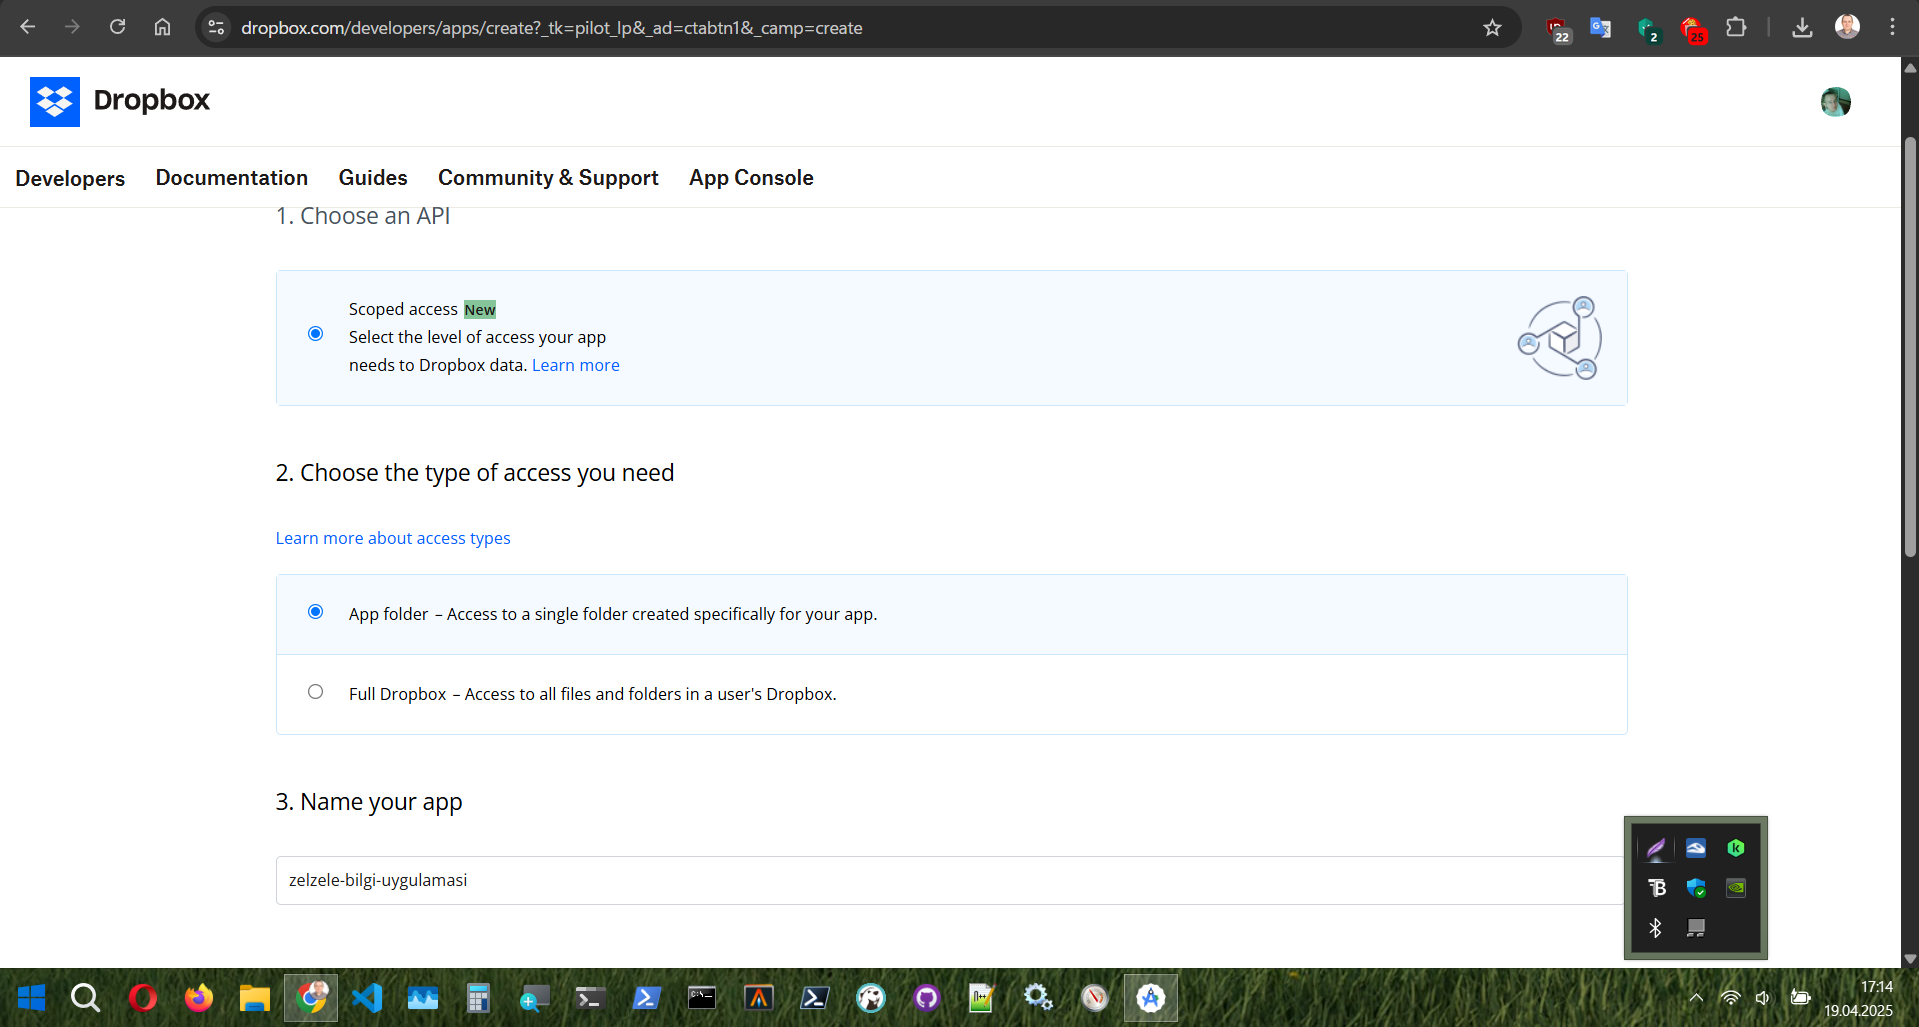 dropbox.com/developers/apps/create?_tk=pilot_lp&_ad=ctabtn1&_camp=create
22
2
25
Dropbox
Developers
Documentation
Guides
Community & Support
App Console
1. Choose an API
Scoped access New
Select the level of access your app
needs to Dropbox data. Learn more
2. Choose the type of access you need
Learn more about access types
App folder – Access to a single folder created specifically for your app.
Full Dropbox – Access to all files and folders in a user's Dropbox.
3. Name your app
zelzele-bilgi-uygulamasi
17:14
19.04.2025